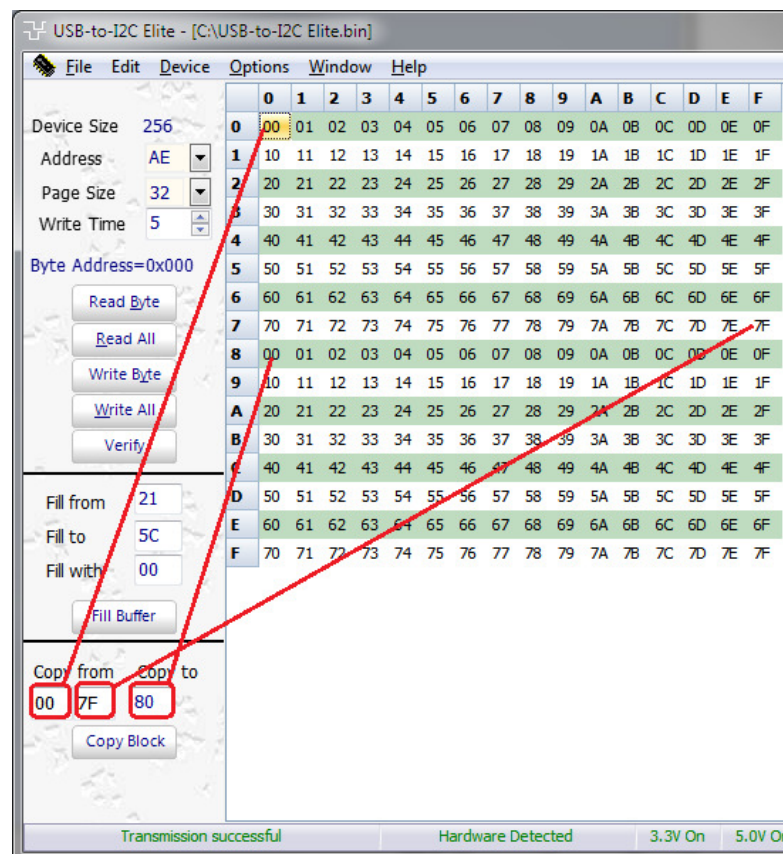 USB-to-I2C Elite - [C:\USB-to-I2C Elite.bin]
File Edit Device Options Window Help
Device Size 256
Address AE
Page Size 32
Write Time 5
Byte Address=0x000
Read Byte
Read All
Write Byte
Write All
Verify
Fill from 21
Fill to 5C
Fill with 00
Fill Buffer
Copy from Copy to
00 7F 80
Copy Block
0 1 2 3 4 5 6 7 8 9 A B C D E F
0 00 01 02 03 04 05 06 07 08 09 0A 0B 0C 0D 0E 0F
1 10 11 12 13 14 15 16 17 18 19 1A 1B 1C 1D 1E 1F
2 20 21 22 23 24 25 26 27 28 29 2A 2B 2C 2D 2E 2F
3 30 31 32 33 34 35 36 37 38 39 3A 3B 3C 3D 3E 3F
4 40 41 42 43 44 45 46 47 48 49 4A 4B 4C 4D 4E 4F
5 50 51 52 53 54 55 56 57 58 59 5A 5B 5C 5D 5E 5F
6 60 61 62 63 64 65 66 67 68 69 6A 6B 6C 6D 6E 6F
7 70 71 72 73 74 75 76 77 78 79 7A 7B 7C 7D 7E 7F
8 00 01 02 03 04 05 06 07 08 09 0A 0B 0C 0D 0E 0F
9 10 11 12 13 14 15 16 17 18 19 1A 1B 1C 1D 1E 1F
A 20 21 22 23 24 25 26 27 28 29 2A 2B 2C 2D 2E 2F
B 30 31 32 33 34 35 36 37 38 39 3A 3B 3C 3D 3E 3F
C 40 41 42 43 44 45 46 47 48 49 4A 4B 4C 4D 4E 4F
D 50 51 52 53 54 55 56 57 58 59 5A 5B 5C 5D 5E 5F
E 60 61 62 63 64 65 66 67 68 69 6A 6B 6C 6D 6E 6F
F 70 71 72 73 74 75 76 77 78 79 7A 7B 7C 7D 7E 7F
Transmission successful Hardware Detected 3.3V On 5.0V